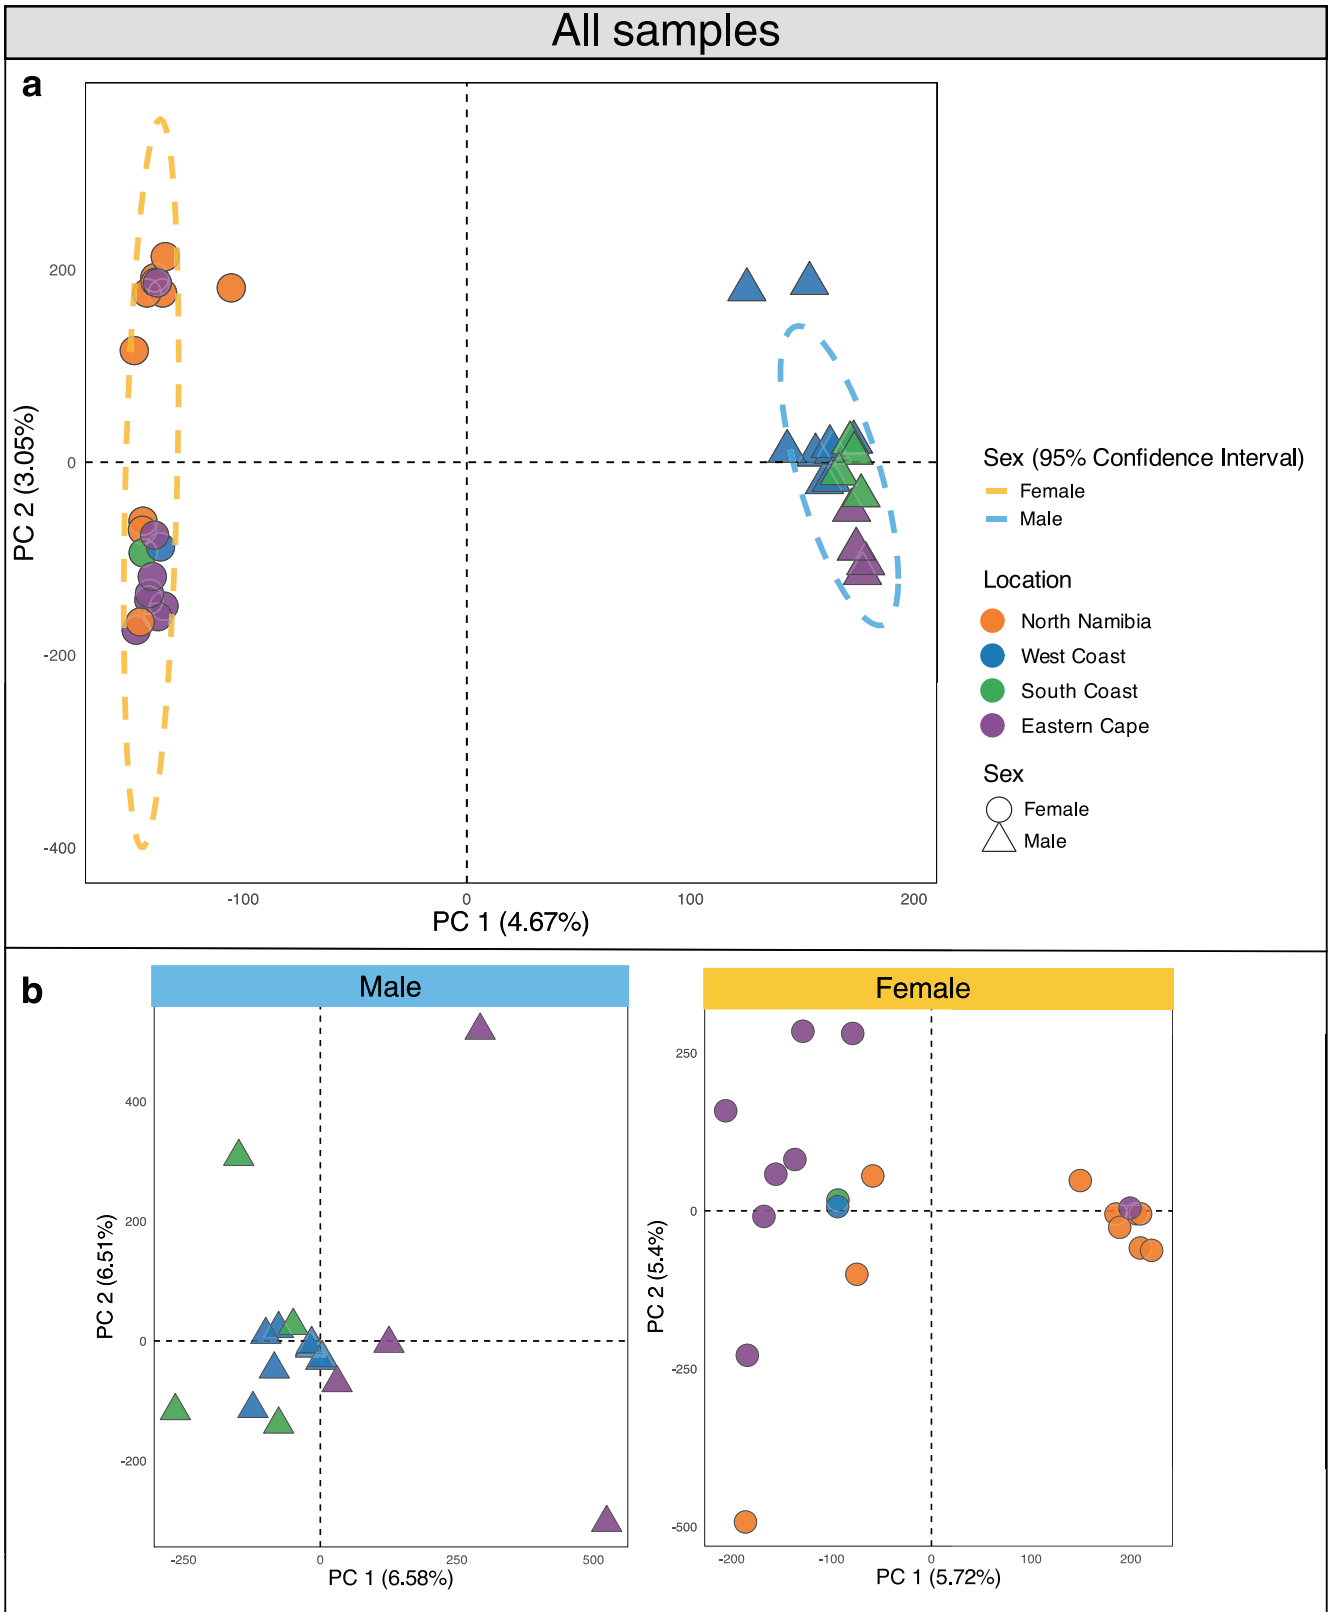 All samples
a
200
0
-200
-400
PC 2 (3.05%)
-100
0
100
200
PC 1 (4.67%)
Sex (95% Confidence Interval)
Female
Male
Location
North Namibia
West Coast
South Coast
Eastern Cape
Sex
Female
Male
b
Male
400
200
0
-200
PC 2 (6.51%)
-250
0
250
500
PC 1 (6.58%)
Female
250
0
-250
-500
PC 2 (5.4%)
-200
-100
0
100
200
PC 1 (5.72%)